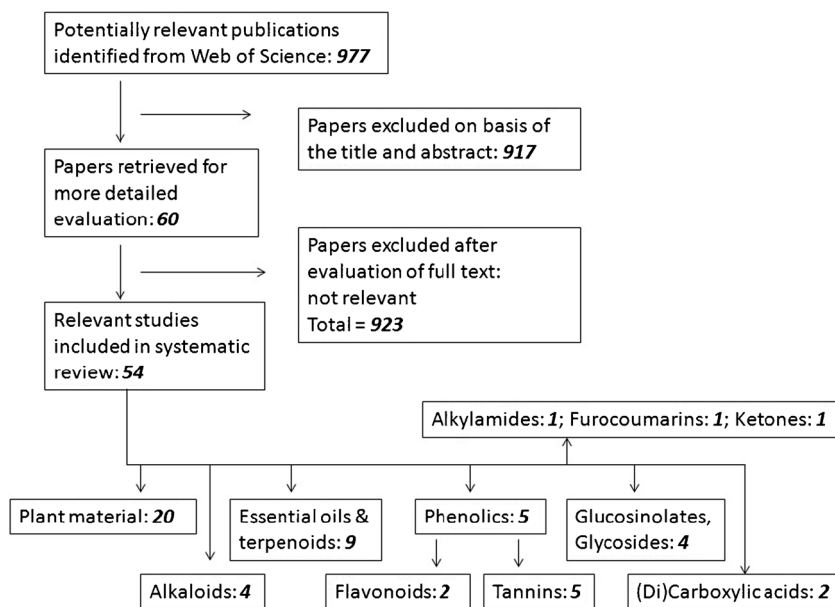 Potentially relevant publications
identified from Web of Science: 977
Papers excluded on basis of
the title and abstract: 917
Papers retrieved for
more detailed
evaluation: 60
Papers excluded after
evaluation of full text:
not relevant
Total = 923
Relevant studies
included in systematic
review: 54
Alkylamides: 1; Furocoumarins: 1; Ketones: 1
Plant material: 20
Essential oils &
terpenoids: 9
Phenolics: 5
Glucosinolates,
Glycosides: 4
Alkaloids: 4
Flavonoids: 2
Tannins: 5
(Di)Carboxylic acids: 2